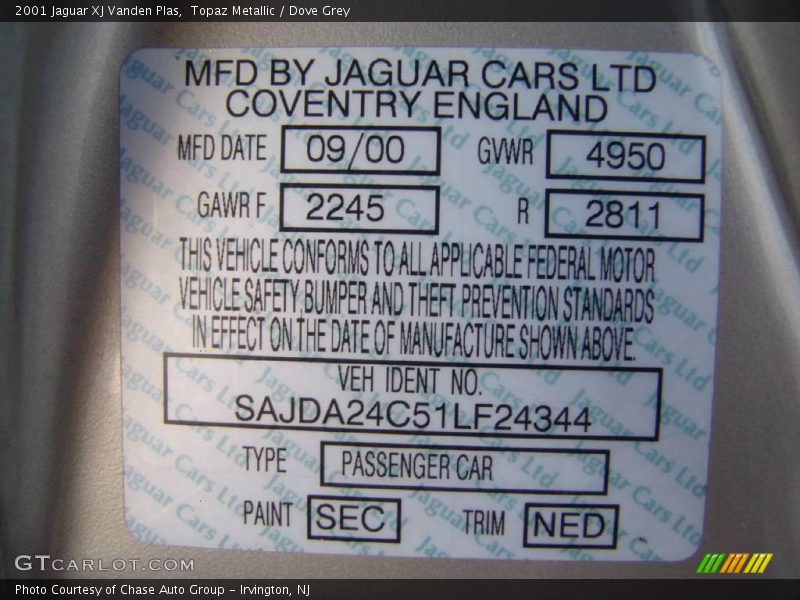 2001 Jaguar XJ Vanden Plas,  Topaz Metallic / Dove Grey
MFD BY JAGUAR CARS LTD
COVENTRY ENGLAND
MFD DATE 09/00 GVWR 4950
GAWR F 2245 R 2811
THIS VEHICLE CONFORMS TO ALL APPLICABLE FEDERAL MOTOR
VEHICLE SAFETY,BUMPER AND THEFT PREVENTION STANDARDS
IN EFFECT ON THE DATE OF MANUFACTURE SHOWN ABOVE.
VEH IDENT NO.
SAJDA24C51LF24344
TYPE PASSENGER CAR
PAINT SEC TRIM NED
GTCARLOT.COM
Photo Courtesy of Chase Auto Group - Irvington, NJ